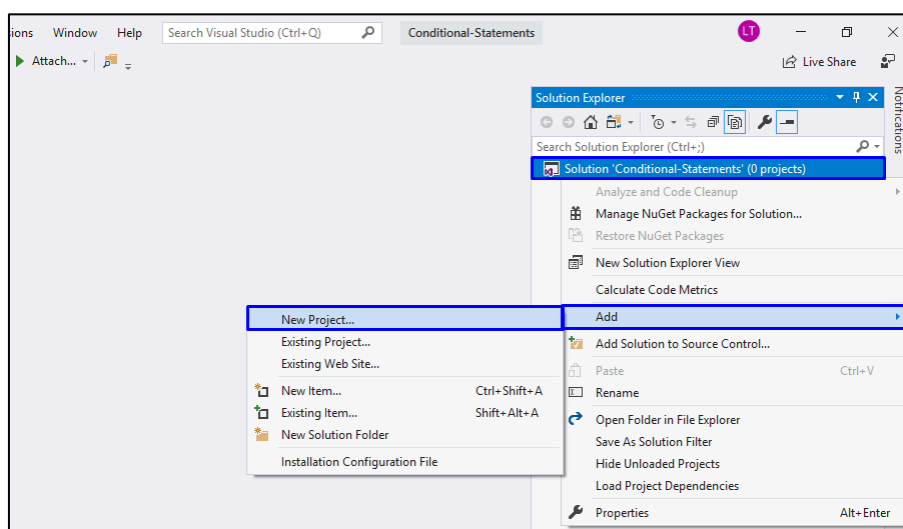 ions Window Help Search Visual Studio (Ctrl+Q) Conditional-Statements LT
Attach... Live Share
Notifications
Solution Explorer
Search Solution Explorer (Ctrl+;)
Solution 'Conditional-Statements' (0 projects)
Analyze and Code Cleanup
Manage NuGet Packages for Solution...
Restore NuGet Packages
New Solution Explorer View
Calculate Code Metrics
Add
Add Solution to Source Control...
Paste Ctrl+V
Rename
Open Folder in File Explorer
Save As Solution Filter
Hide Unloaded Projects
Load Project Dependencies
Properties Alt+Enter
New Project...
Existing Project...
Existing Web Site...
New Item... Ctrl+Shift+A
Existing Item... Shift+Alt+A
New Solution Folder
Installation Configuration File